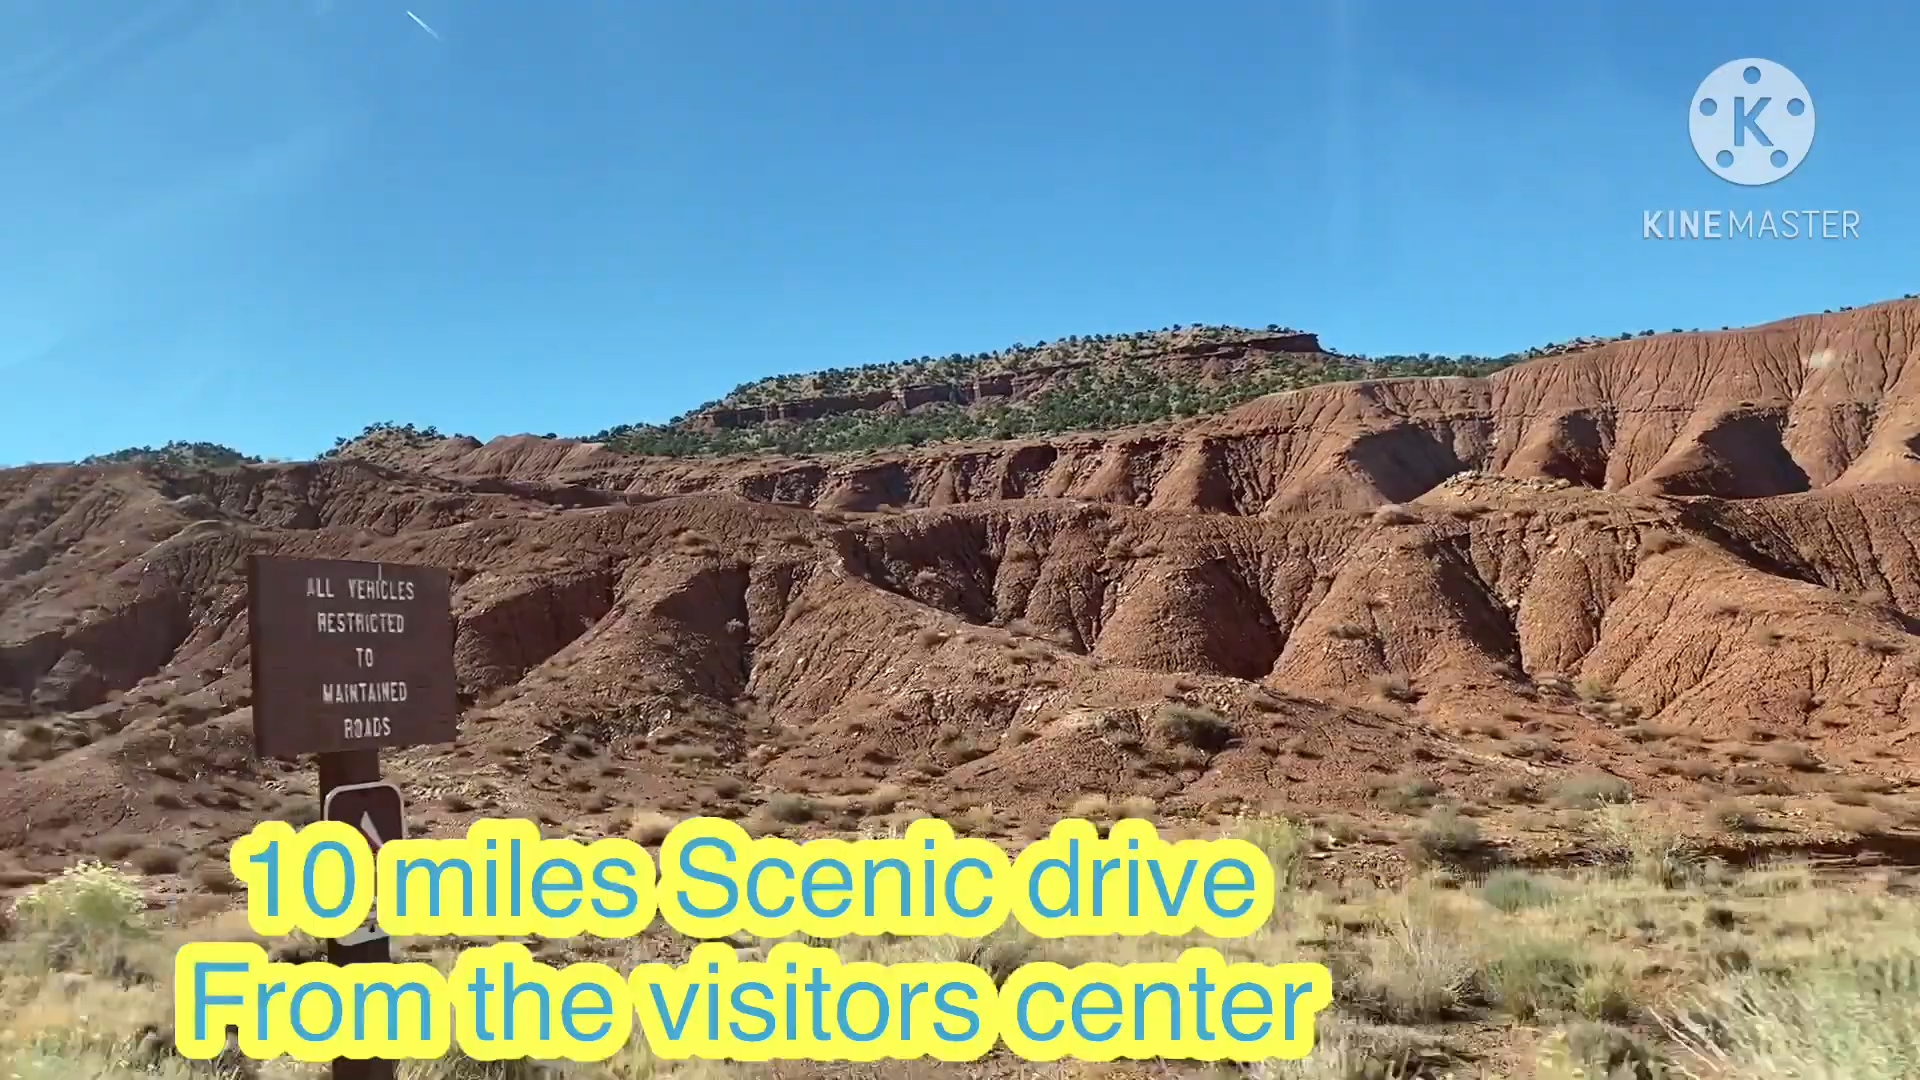 K
KINEMASTER
ALL VEHICLES
RESTRICTED
TO
MAINTAINED
ROADS
10 miles Scenic drive
From the visitors center